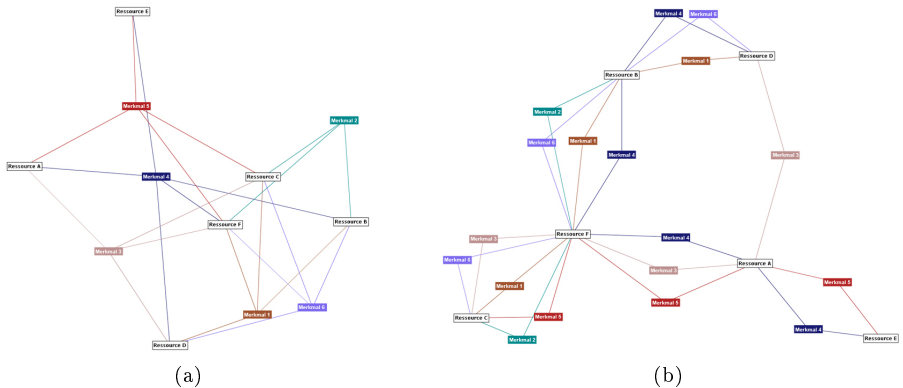 Ressource E
Merkmal 5
Merkmal 2
Ressource A
Merkmal 4
Ressource C
Ressource F
Ressource B
Merkmal 3
Merkmal 6
Merkmal 1
Ressource D
(a)
Merkmal 4
Merkmal 6
Ressource D
Merkmal 1
Ressource B
Merkmal 2
Merkmal 6
Merkmal 1
Merkmal 4
Merkmal 3
Ressource F
Merkmal 3
Merkmal 4
Merkmal 6
Merkmal 3
Ressource A
Merkmal 1
Merkmal 5
Merkmal 5
Ressource C
Merkmal 5
Merkmal 4
Merkmal 2
Ressource E
(b)